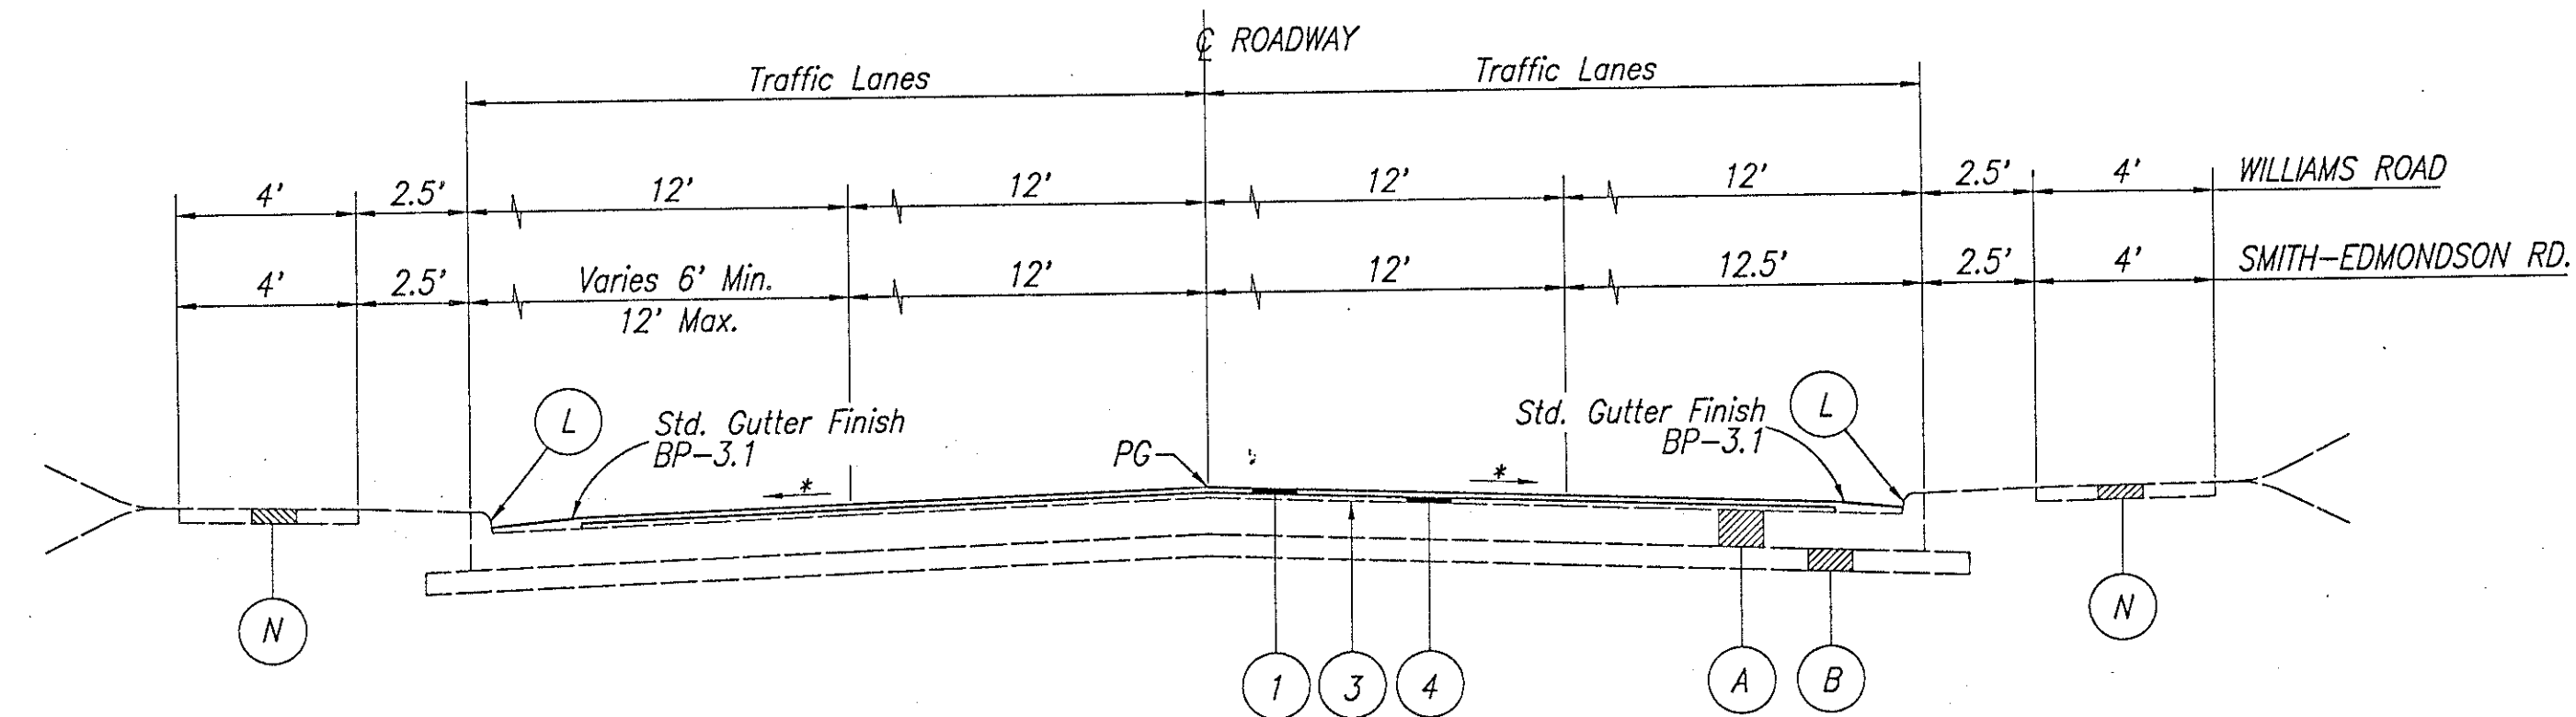 ℄ ROADWAY
Traffic Lanes Traffic Lanes
4' 2.5' 12' 12' 12' 12' 2.5' 4' WILLIAMS ROAD
4' 2.5' Varies 6' Min. 12' 12' 12.5' 2.5' 4' SMITH-EDMONDSON RD.
12' Max.
L Std. Gutter Finish Std. Gutter Finish L
BP-3.1 PG BP-3.1
* *
N N
1 3 4 A B